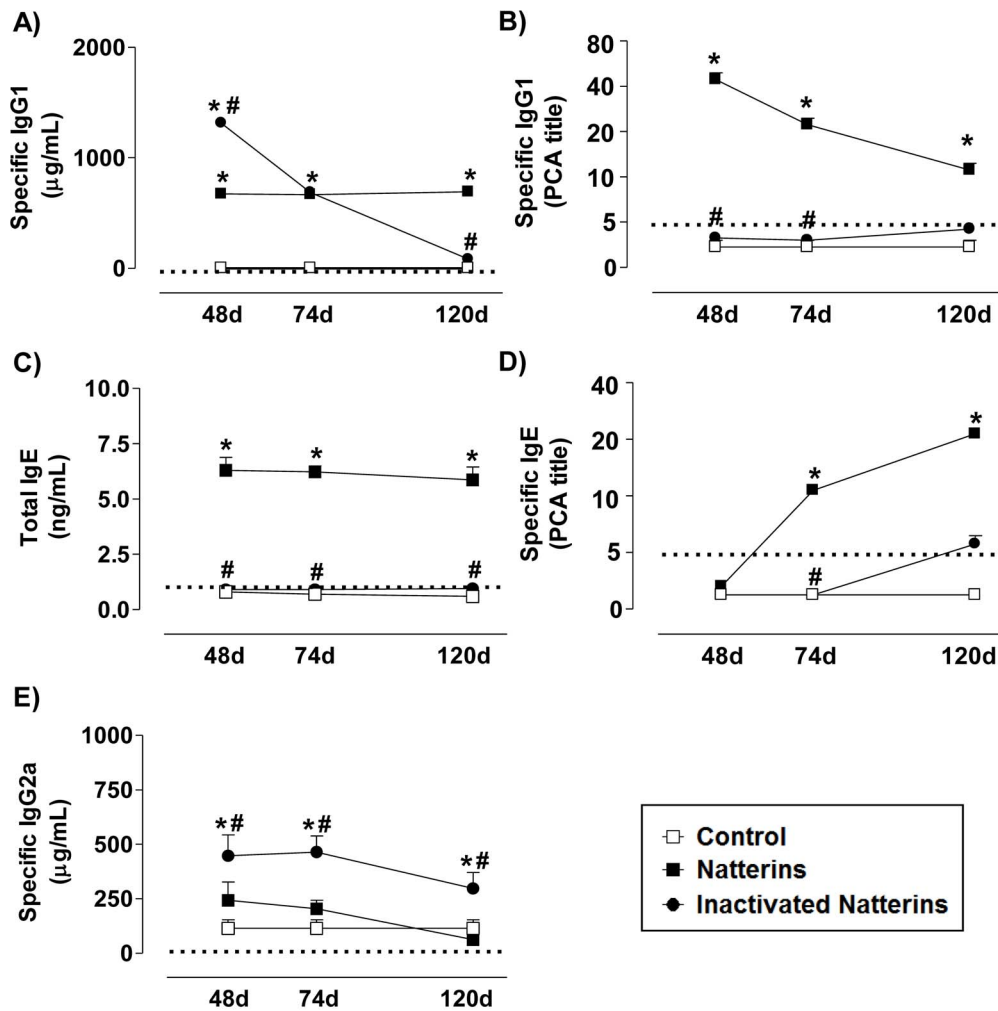 A)
Specific IgG1
(μg/mL)
2000
1000
0
* #
*
*
*
#
48d 74d 120d
B)
Specific IgG1
(PCA title)
80
40
20
10
5
0
*
*
*
#
#
48d 74d 120d
C)
Total IgE
(ng/mL)
10.0
7.5
5.0
2.5
0.0
*
*
*
#
#
#
48d 74d 120d
D)
Specific IgE
(PCA title)
40
20
10
5
0
*
*
#
48d 74d 120d
E)
Specific IgG2a
(μg/mL)
1000
750
500
250
0
*#
*#
*#
48d 74d 120d
Control
Natterins
Inactivated Natterins